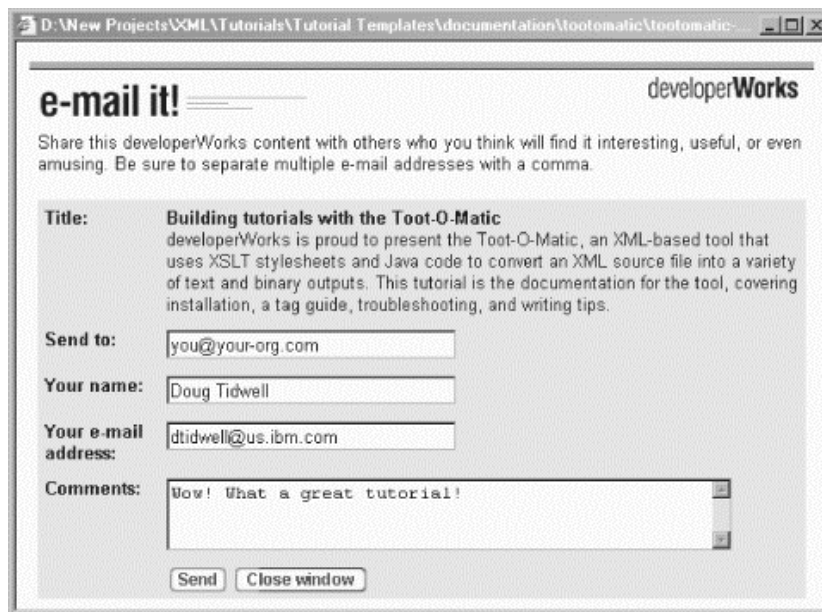 D:\New Projects\XML\Tutorials\Tutorial Templates\documentation\tootomatic\tootomatic-...
e-mail it!
developerWorks
Share this developerWorks content with others who you think will find it interesting, useful, or even
amusing. Be sure to separate multiple e-mail addresses with a comma.
Title:
Building tutorials with the Toot-O-Matic
developerWorks is proud to present the Toot-O-Matic, an XML-based tool that
uses XSLT stylesheets and Java code to convert an XML source file into a variety
of text and binary outputs. This tutorial is the documentation for the tool, covering
installation, a tag guide, troubleshooting, and writing tips.
Send to:
you@your-org.com
Your name:
Doug Tidwell
Your e-mail
address:
dtidwell@us.ibm.com
Comments:
Wow! What a great tutorial!
Send
Close window